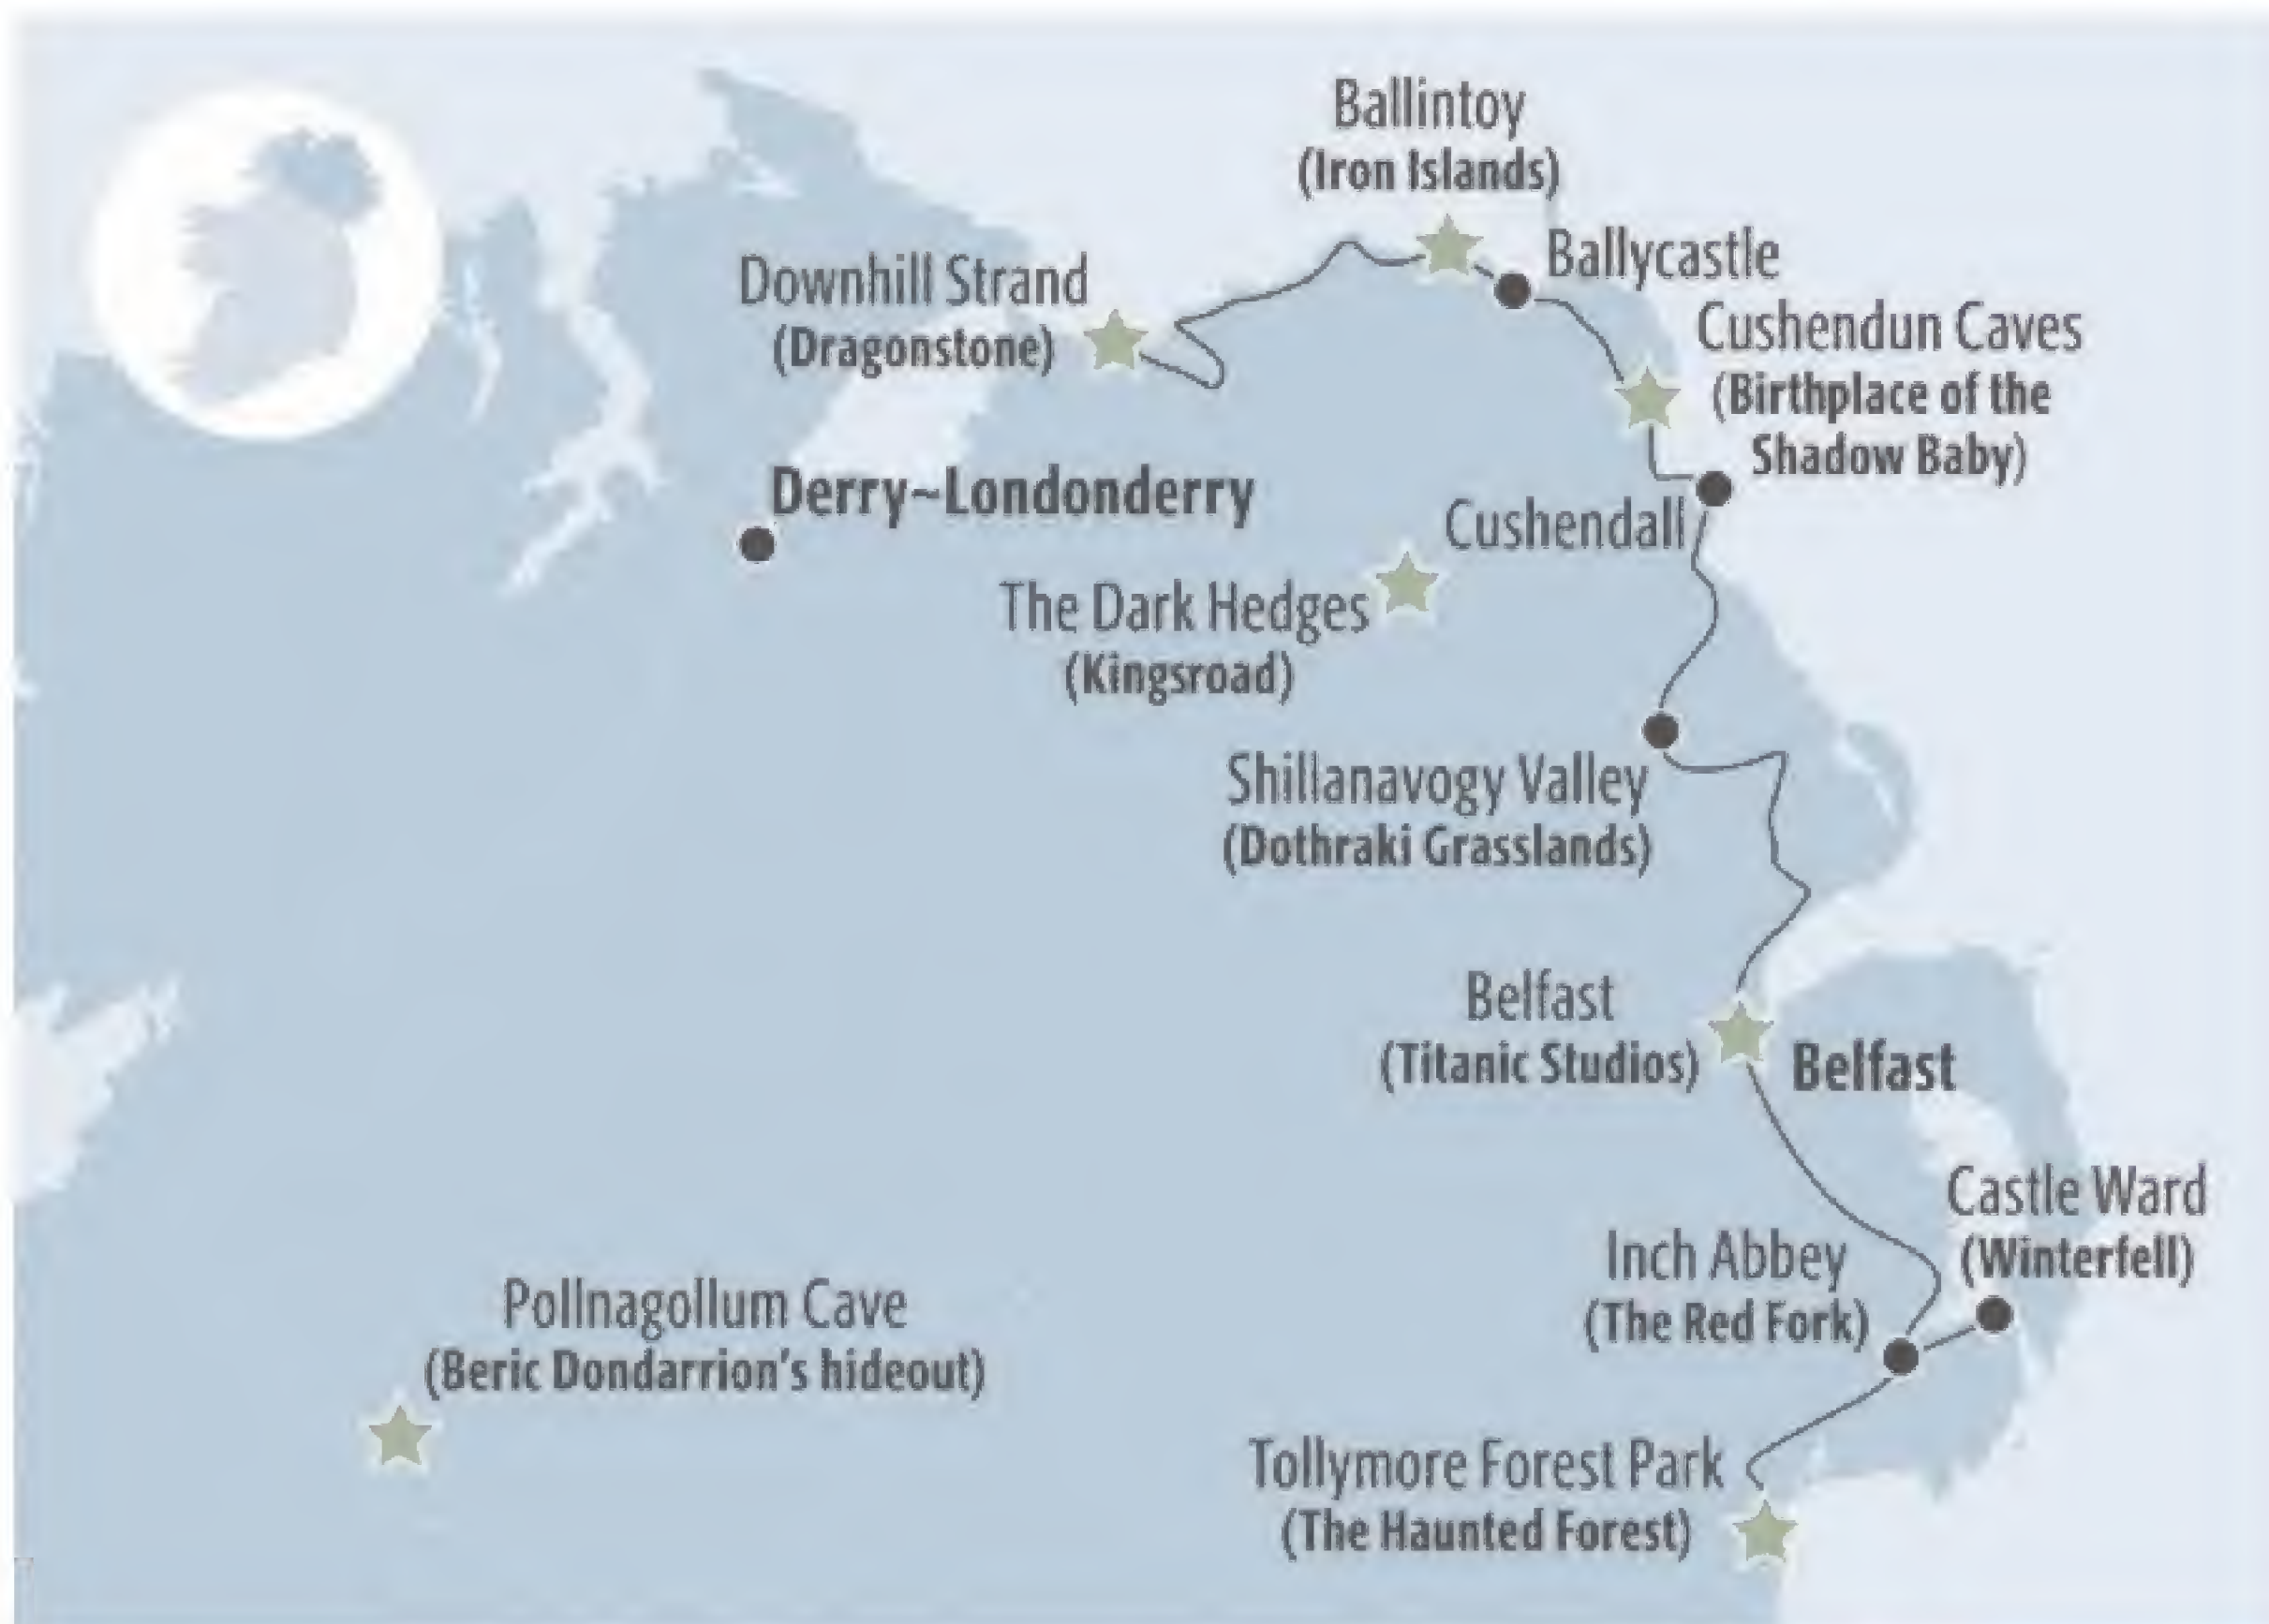 Ballintoy
(Iron Islands)
Ballycastle
Downhill Strand
(Dragonstone)
Cushendun Caves
(Birthplace of the
Shadow Baby)
Derry~Londonderry
Cushendall
The Dark Hedges
(Kingsroad)
Shillanavogy Valley
(Dothraki Grasslands)
Belfast
(Titanic Studios)
Belfast
Castle Ward
(Winterfell)
Inch Abbey
(The Red Fork)
Pollnagollum Cave
(Beric Dondarrion's hideout)
Tollymore Forest Park
(The Haunted Forest)